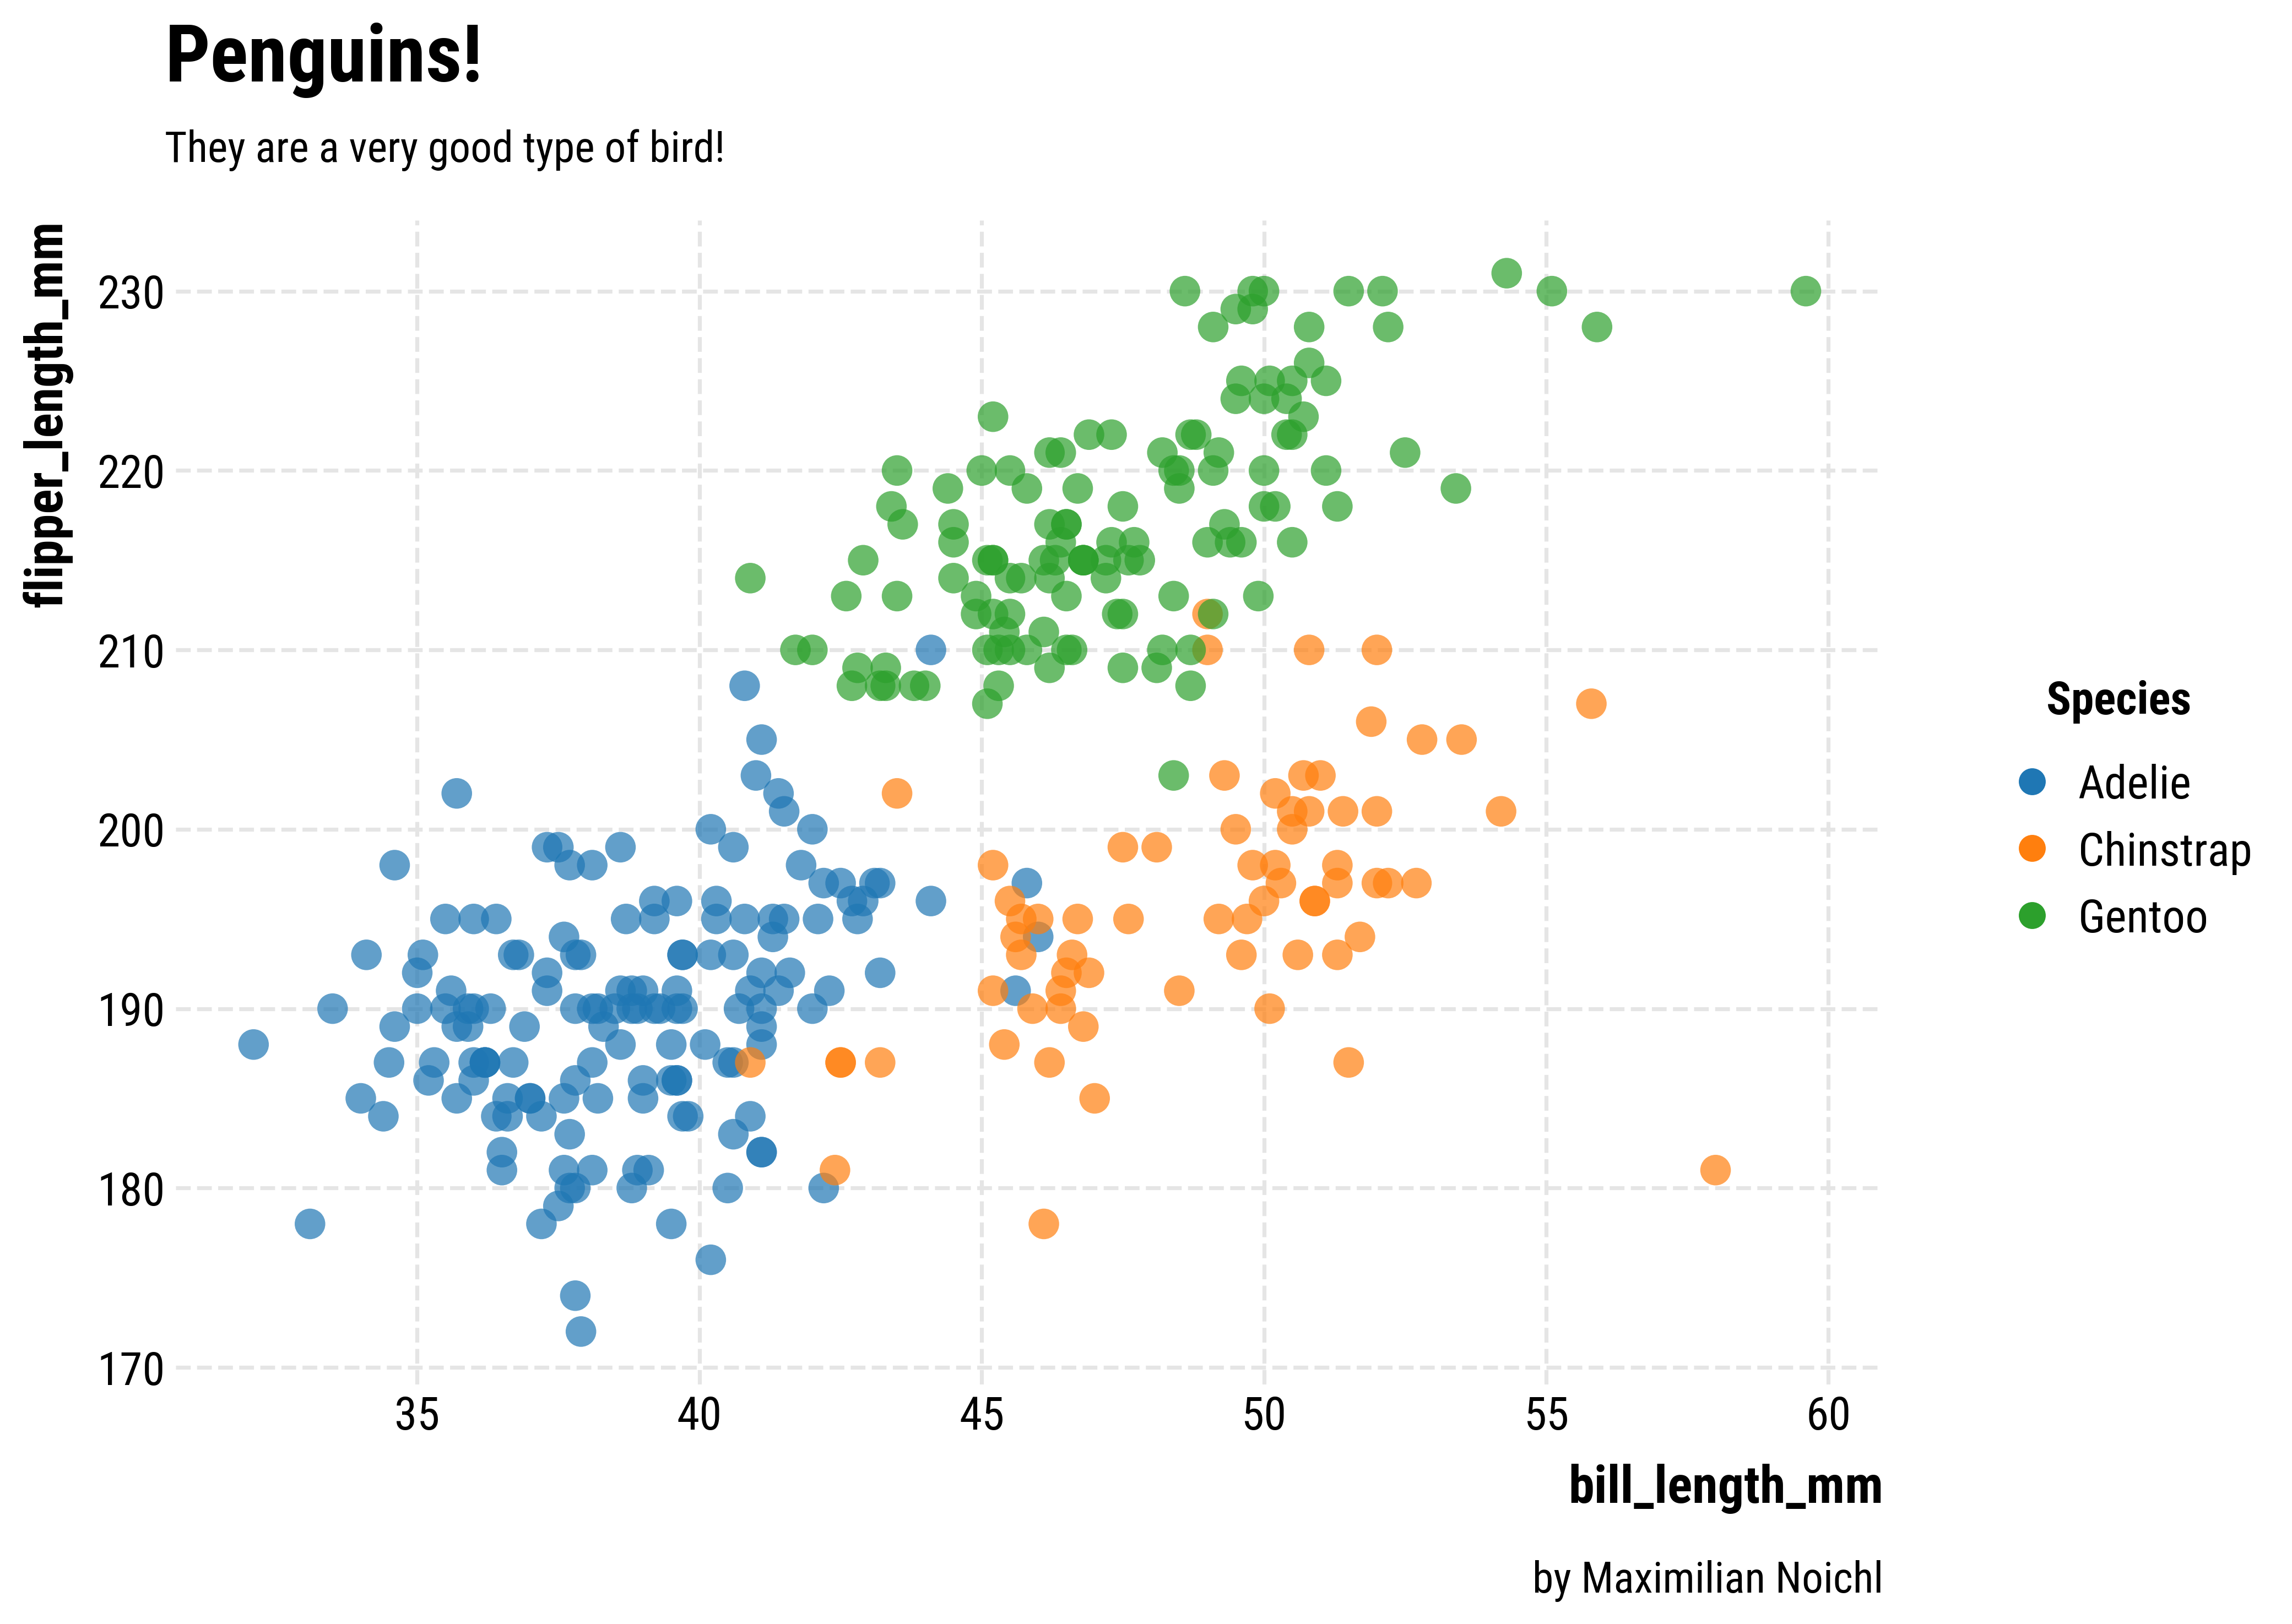 Penguins!
They are a very good type of bird!
flipper_length_mm
230
220
210
200
190
180
170
35 40 45 50 55 60
bill_length_mm
Species
Adelie
Chinstrap
Gentoo
by Maximilian Noichl